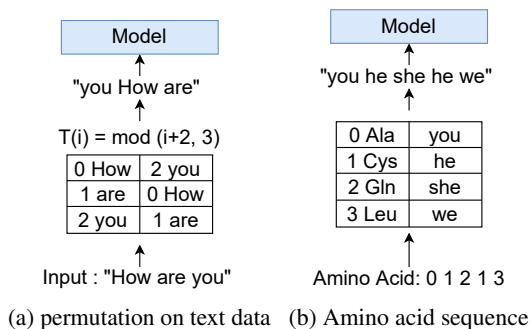 Model
"you How are"
T(i) = mod (i+2, 3)
0 How 2 you
1 are 0 How
2 you 1 are
Input : "How are you"
(a) permutation on text data
Model
"you he she he we"
0 Ala you
1 Cys he
2 Gln she
3 Leu we
Amino Acid: 0 1 2 1 3
(b) Amino acid sequence